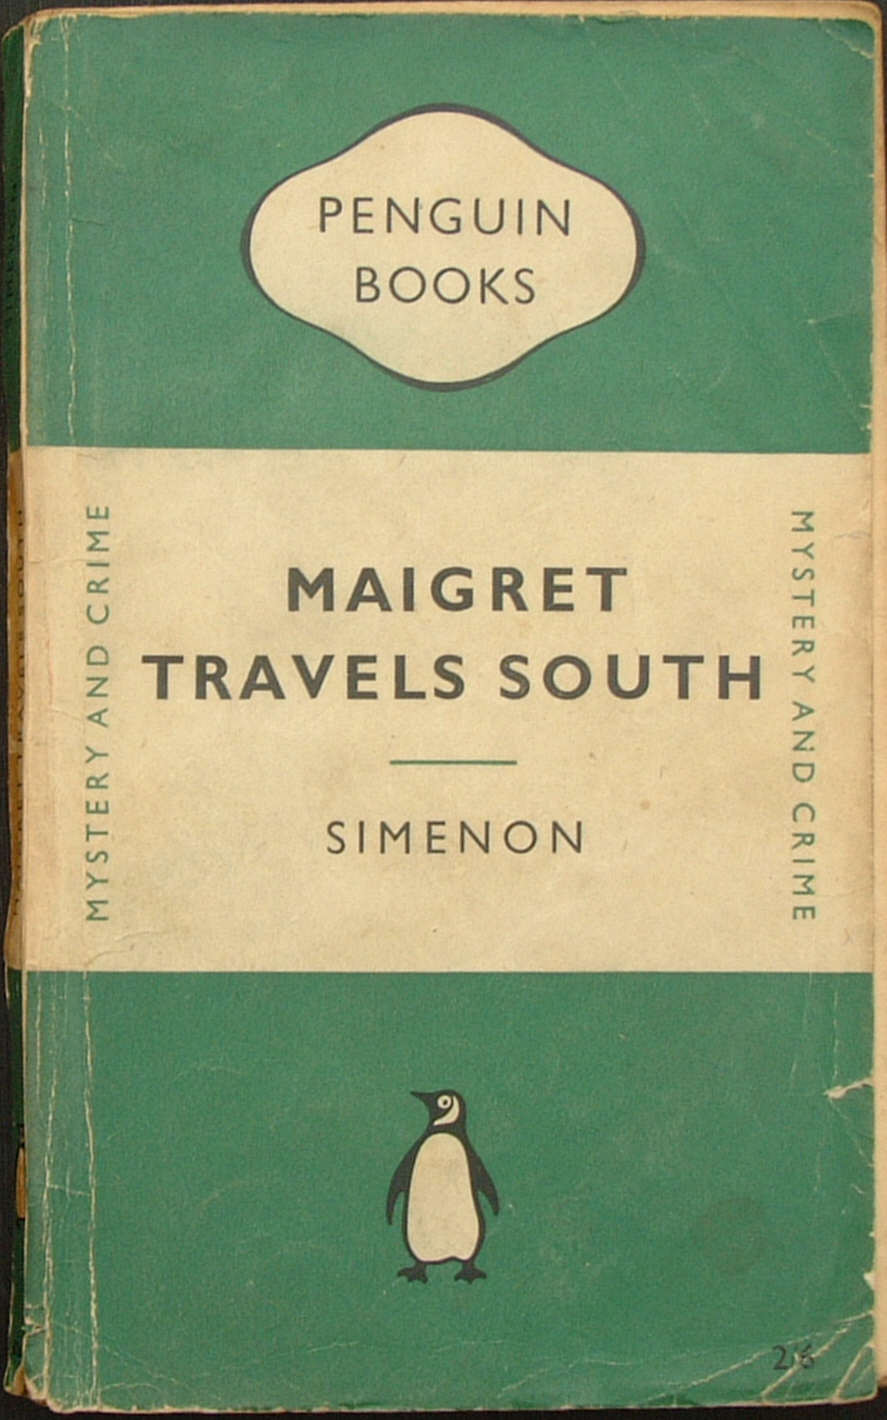 PENGUIN
BOOKS
MYSTERY AND CRIME
MAIGRET
TRAVELS SOUTH
SIMENON
MYSTERY AND CRIME
2/6